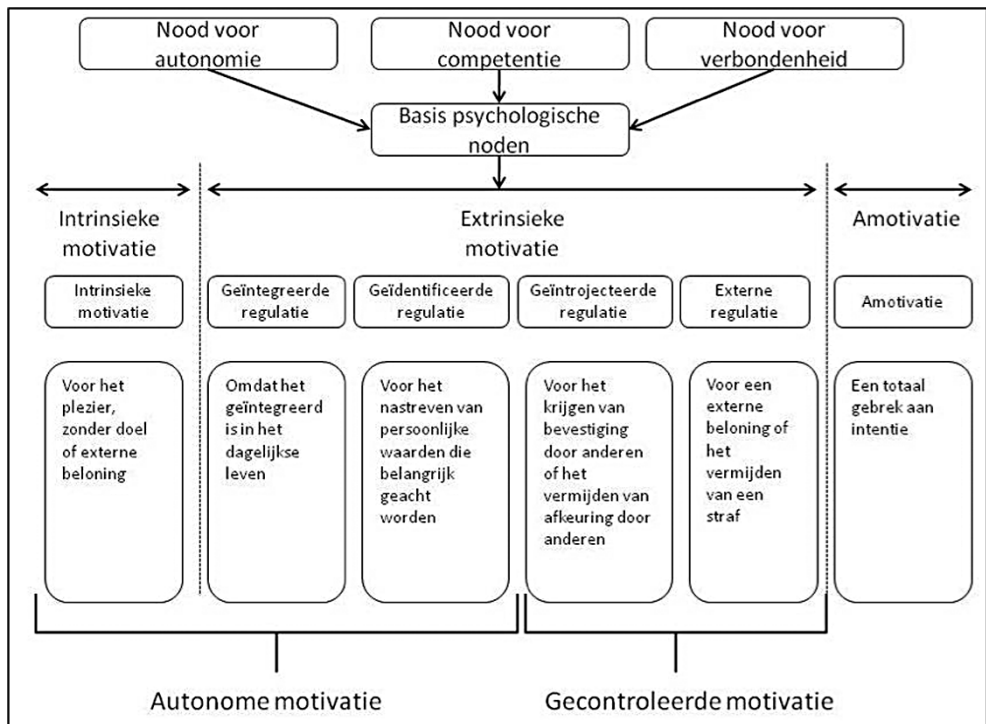 Nood voor
autonomie
Nood voor
competentie
Nood voor
verbondenheid
Basis psychologische
noden
Intrinsieke
motivatie
Extrinsieke
motivatie
Amotivatie
Intrinsieke
motivatie
Geïntegreerde
regulatie
Geïdentificeerde
regulatie
Geïntrojecteerde
regulatie
Externe
regulatie
Amotivatie
Voor het
plezier,
zonder doel
of externe
beloning
Omdat het
geïntegreerd
is in het
dagelijkse
leven
Voor het
nastreven van
persoonlijke
waarden die
belangrijk
geacht
worden
Voor het
krijgen van
bevestiging
door anderen
of het
vermijden van
afkeuring door
anderen
Voor een
externe
beloning of
het
vermijden
van een
straf
Een totaal
gebrek aan
intentie
Autonome motivatie
Gecontroleerde motivatie